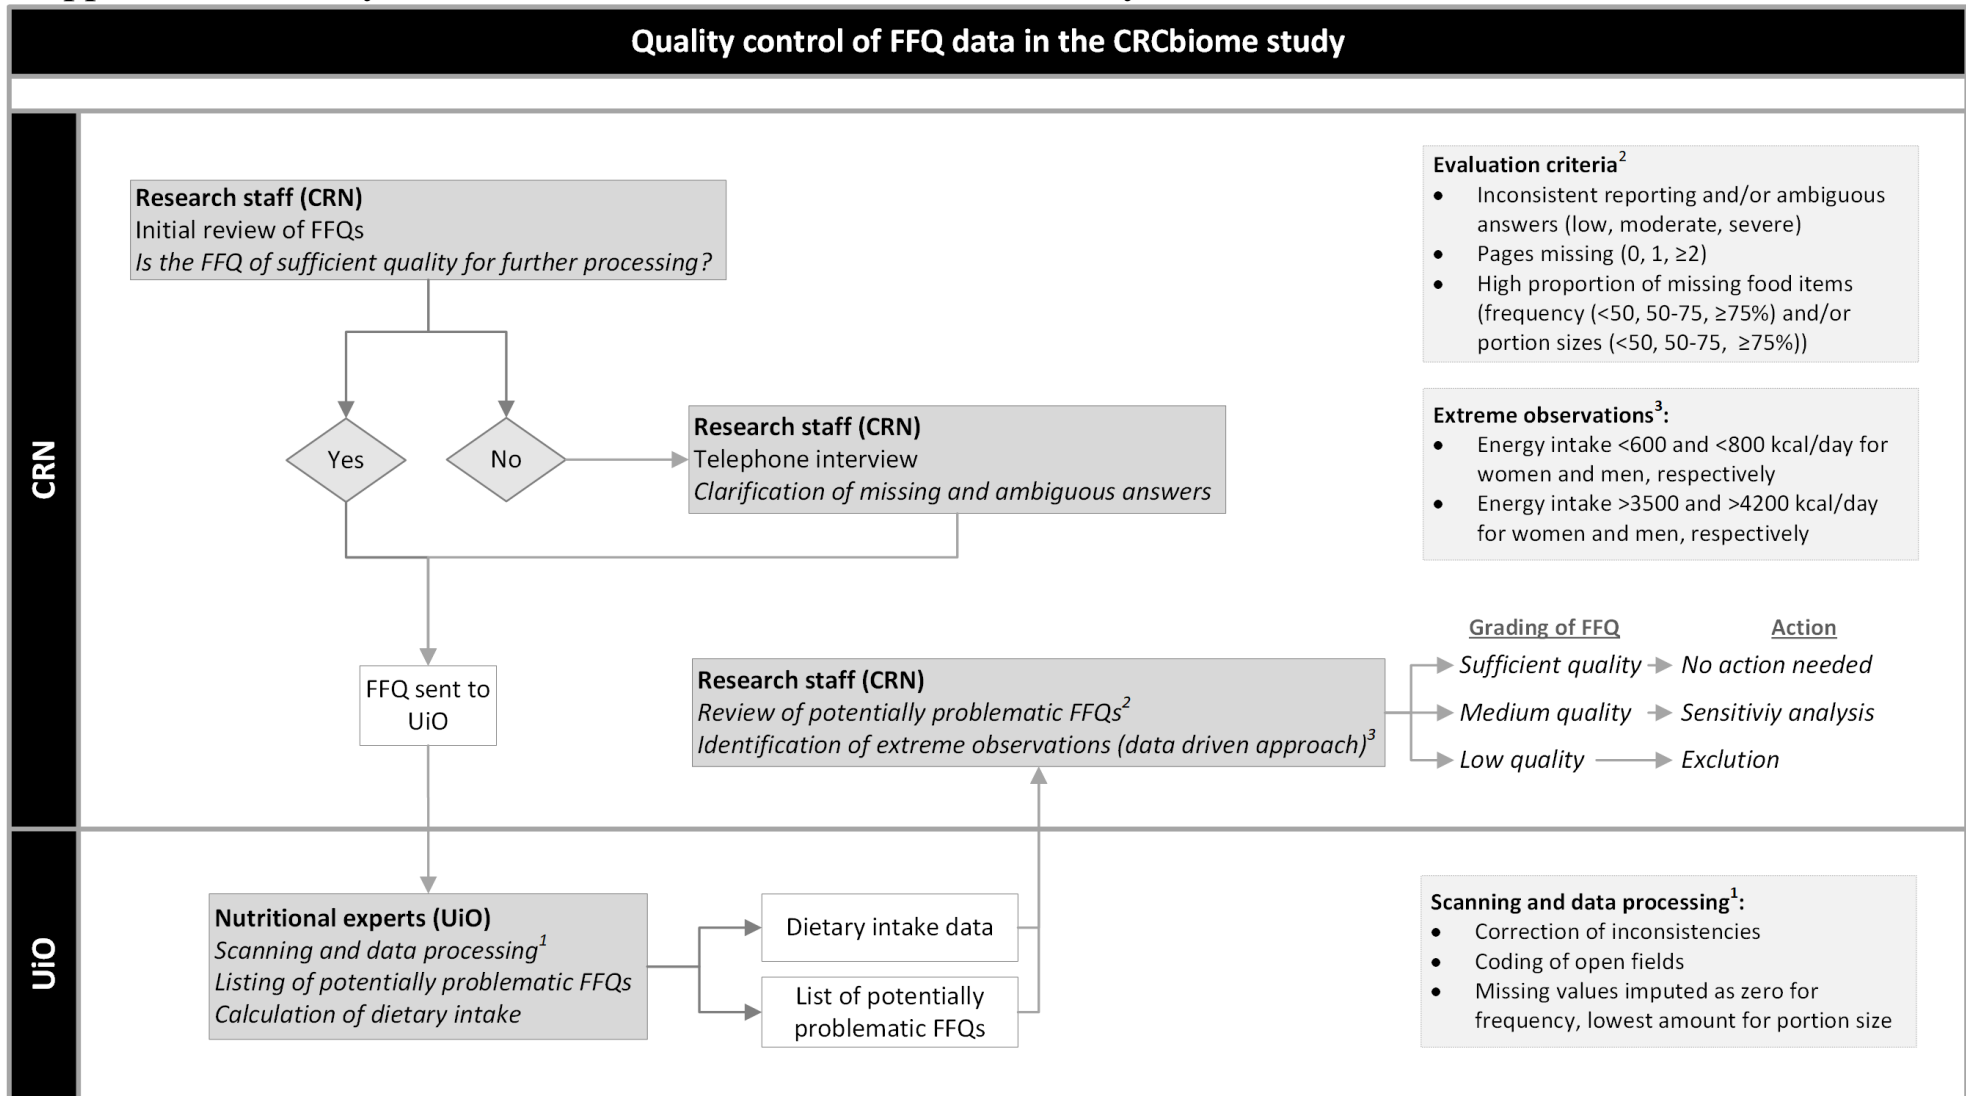 Quality control of FFQ data in the CRCbiome study
CRN
Research staff (CRN)
Initial review of FFQs
Is the FFQ of sufficient quality for further processing?
Yes
No
Research staff (CRN)
Telephone interview
Clarification of missing and ambiguous answers
FFQ sent to
UiO
Research staff (CRN)
Review of potentially problematic FFQs²
Identification of extreme observations (data driven approach)³
Evaluation criteria²
• Inconsistent reporting and/or ambiguous
answers (low, moderate, severe)
• Pages missing (0, 1, ≥2)
• High proportion of missing food items
(frequency (<50, 50-75, ≥75%) and/or
portion sizes (<50, 50-75, ≥75%))
Extreme observations³:
• Energy intake <600 and <800 kcal/day for
women and men, respectively
• Energy intake >3500 and >4200 kcal/day
for women and men, respectively
Grading of FFQ Action
Sufficient quality No action needed
Medium quality Sensitiviy analysis
Low quality Exclution
UiO
Nutritional experts (UiO)
Scanning and data processing¹
Listing of potentially problematic FFQs
Calculation of dietary intake
Dietary intake data
List of potentially
problematic FFQs
Scanning and data processing¹:
• Correction of inconsistencies
• Coding of open fields
• Missing values imputed as zero for
frequency, lowest amount for portion size